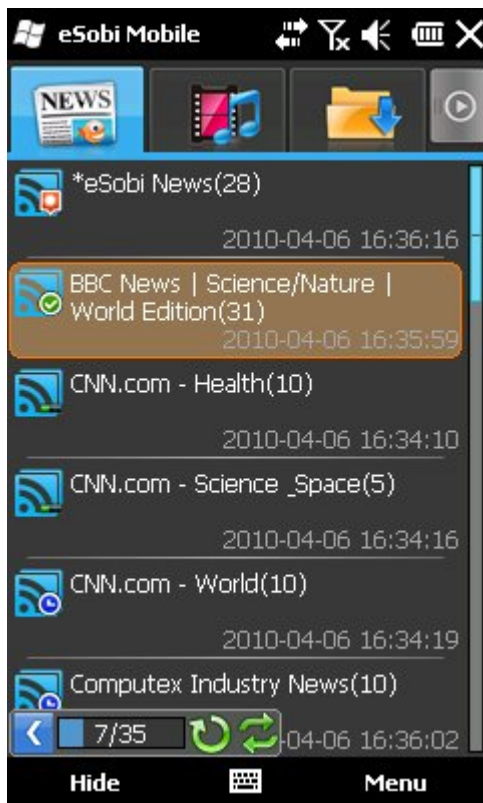 eSobi Mobile
NEWS
*eSobi News(28)
2010-04-06 16:36:16
BBC News | Science/Nature |
World Edition(31)
2010-04-06 16:35:59
CNN.com - Health(10)
2010-04-06 16:34:10
CNN.com - Science _Space(5)
2010-04-06 16:34:16
CNN.com - World(10)
2010-04-06 16:34:19
Computex Industry News(10)
7/35
-04-06 16:36:02
Hide
Menu